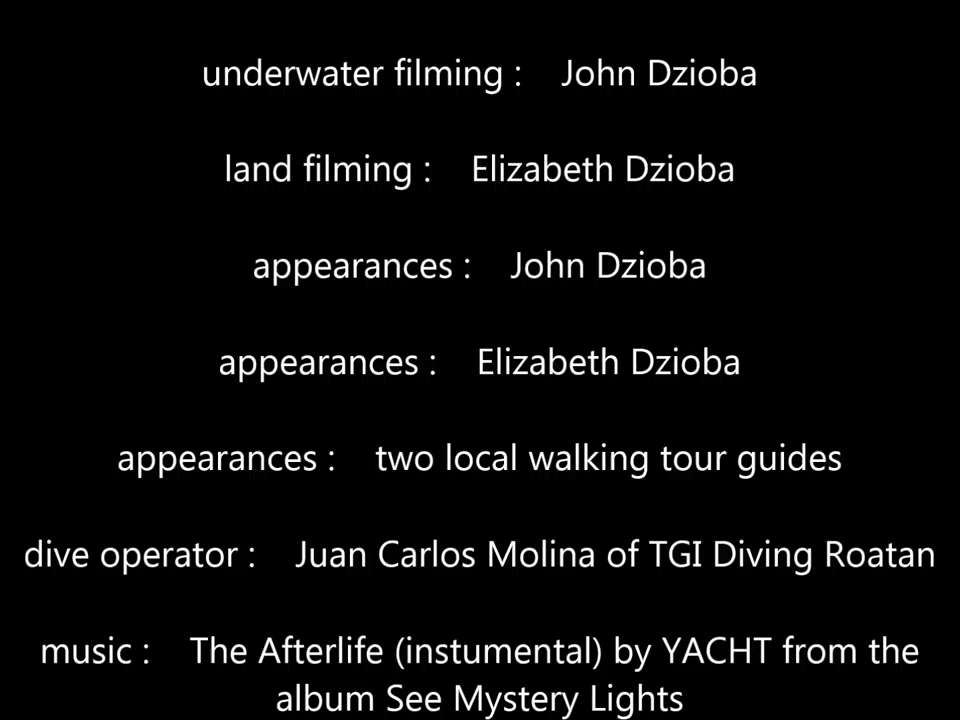 underwater filming : John Dzioba
land filming : Elizabeth Dzioba
appearances : John Dzioba
appearances : Elizabeth Dzioba
appearances : two local walking tour guides
dive operator : Juan Carlos Molina of TGI Diving Roatan
music : The Afterlife (instumental) by YACHT from the
album See Mystery Lights